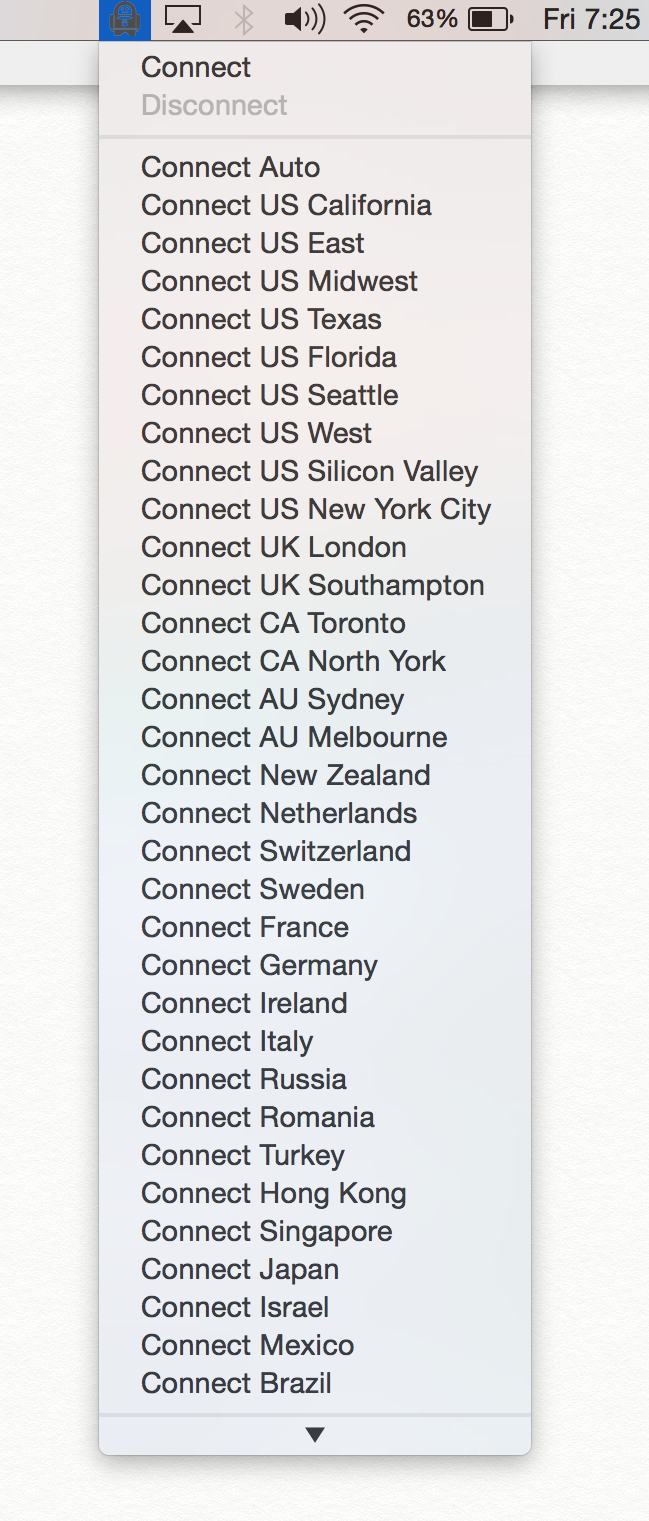 63% Fri 7:25
Connect
Disconnect
Connect Auto
Connect US California
Connect US East
Connect US Midwest
Connect US Texas
Connect US Florida
Connect US Seattle
Connect US West
Connect US Silicon Valley
Connect US New York City
Connect UK London
Connect UK Southampton
Connect CA Toronto
Connect CA North York
Connect AU Sydney
Connect AU Melbourne
Connect New Zealand
Connect Netherlands
Connect Switzerland
Connect Sweden
Connect France
Connect Germany
Connect Ireland
Connect Italy
Connect Russia
Connect Romania
Connect Turkey
Connect Hong Kong
Connect Singapore
Connect Japan
Connect Israel
Connect Mexico
Connect Brazil